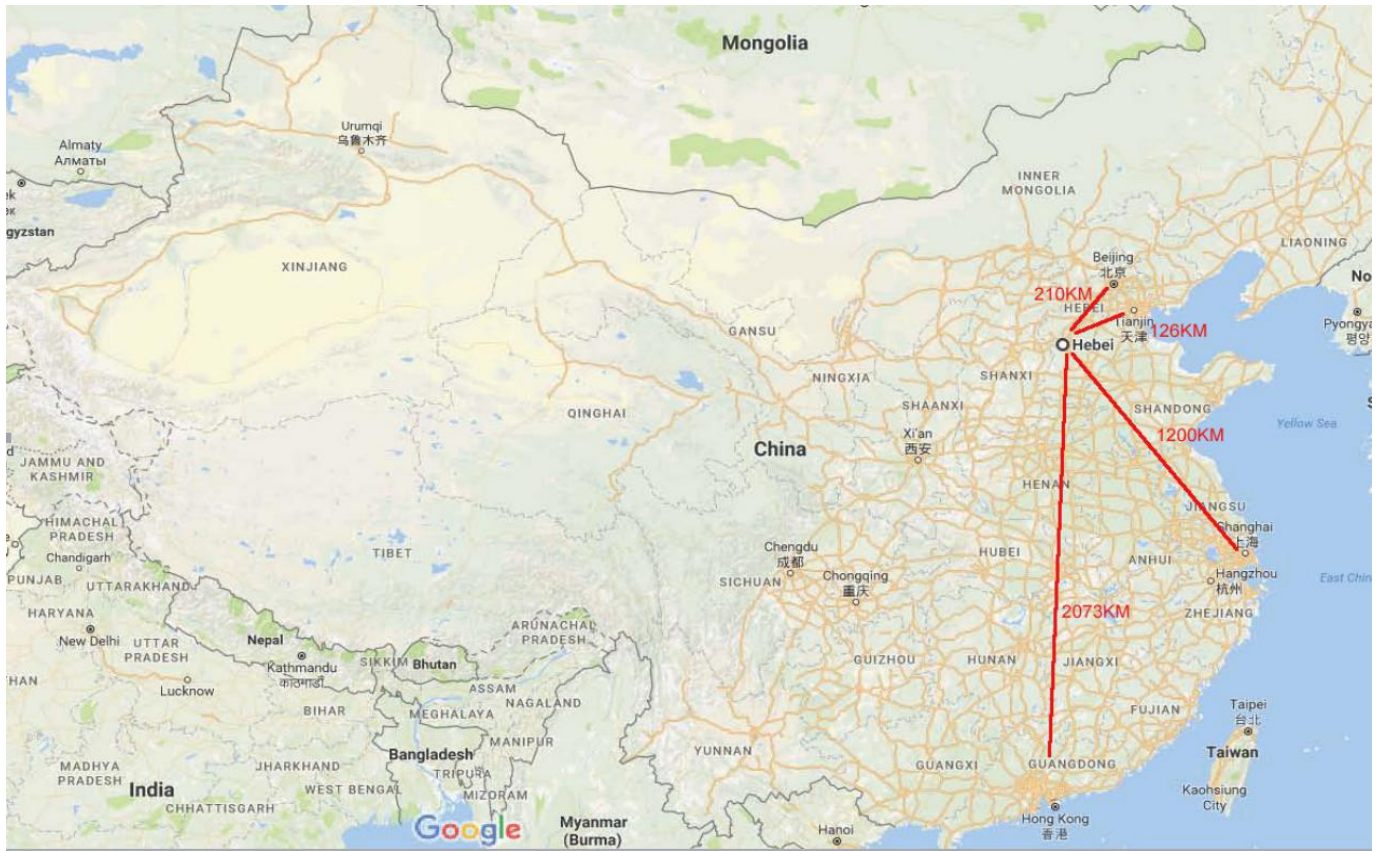 Mongolia
Urumqi
乌鲁木齐
Almaty
Алматы
INNER
MONGOLIA
ek
ек
gyzstan
LIAONING
XINJIANG
Beijing
北京
No
210KM
HEBEI
GANSU
Tianjin
天津
126KM
Pyongya
평양
Hebei
NINGXIA
SHANXI
QINGHAI
SHAANXI
SHANDONG
Yellow Sea
Xi'an
西安
China
1200KM
JAMMU AND
KASHMIR
HENAN
JIANGSU
HIMACHAL
PRADESH
Shanghai
上海
TIBET
Chandigarh
Chengdu
成都
HUBEI
ANHUI
PUNJAB
UTTARAKHAND
SICHUAN
Chongqing
重庆
Hangzhou
杭州
East Chin
HARYANA
ZHEJIANG
2073KM
New Delhi
UTTAR
PRADESH
Nepal
ARUNACHAL
PRADESH
Kathmandu
काठमाडौं
SIKKIM
Bhutan
GUIZHOU
HUNAN
JIANGXI
THAN
Lucknow
ASSAM
NAGALAND
BIHAR
MEGHALAYA
FUJIAN
Taipei
台北
MANIPUR
Bangladesh
YUNNAN
Taiwan
GUANGXI
GUANGDONG
MADHYA
PRADESH
JHARKHAND
TRIPURA
WEST BENGAL
MIZORAM
India
Kaohsiung
City
CHHATTISGARH
Google
Myanmar
(Burma)
Hanoi
Hong Kong
香港